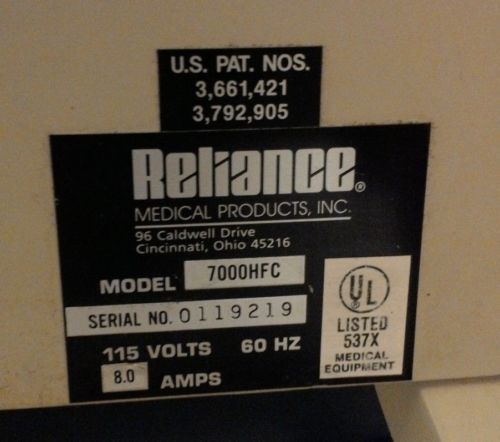 U.S. PAT. NOS.
3,661,421
3,792,905
Reliance®
MEDICAL PRODUCTS, INC.
96 Caldwell Drive
Cincinnati, Ohio 45216
MODEL 7000HFC
SERIAL NO. 0119219
115 VOLTS 60 HZ
8.0 AMPS
UL
LISTED
537X
MEDICAL
EQUIPMENT